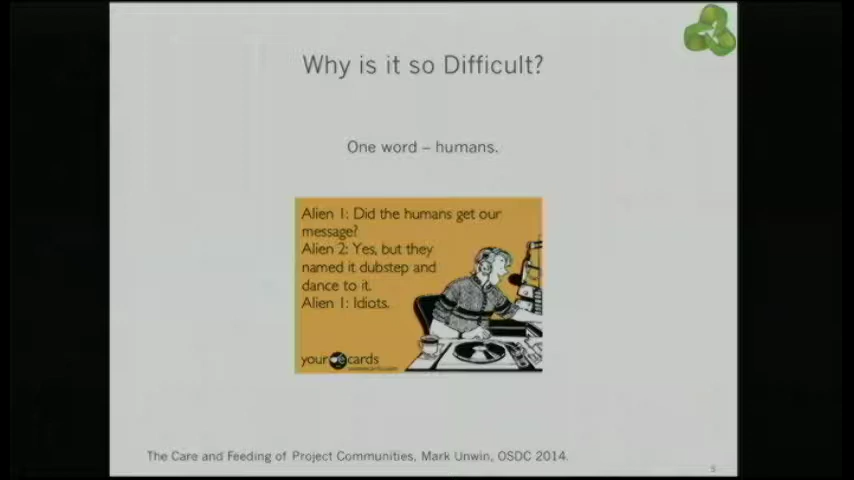 Why is it so Difficult?
One word – humans.
Alien 1: Did the humans get our
message?
Alien 2: Yes, but they
named it dubstep and
dance to it.
Alien 1: Idiots.
your e cards
The Care and Feeding of Project Communities, Mark Unwin, OSDC 2014.
5